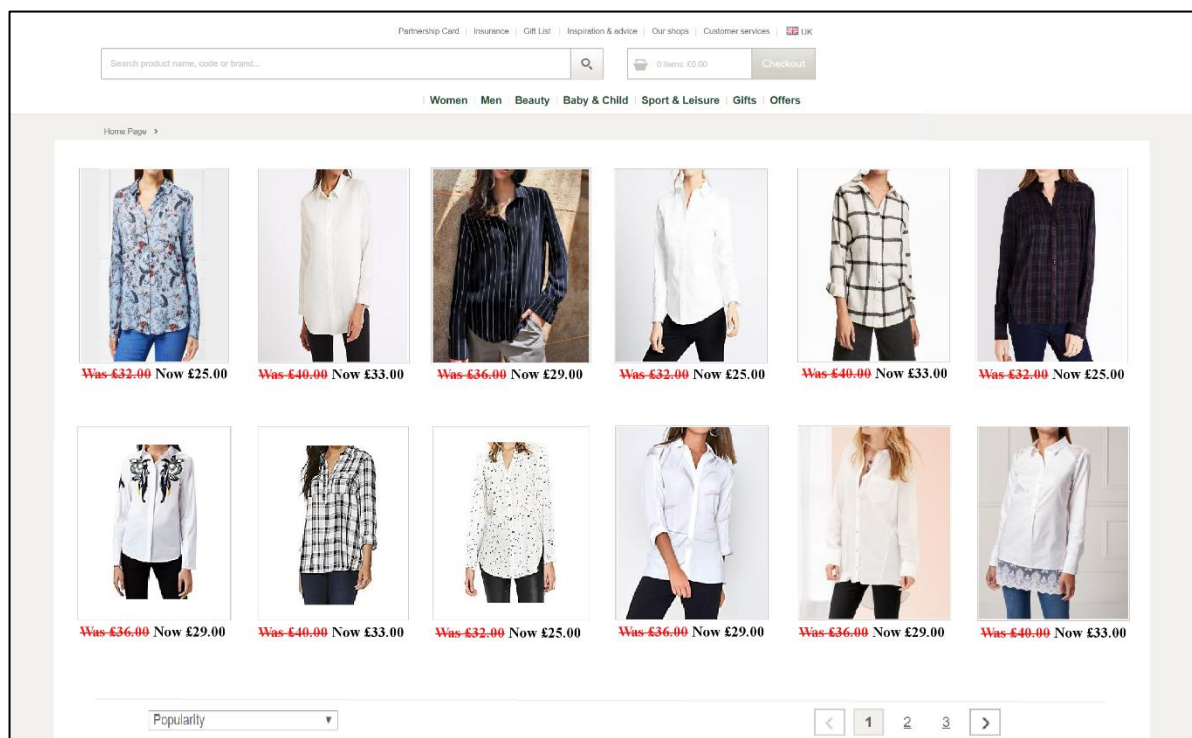 Partnership Card | Insurance | Gift List | Inspiration & advice | Our shops | Customer services | UK
Search product name, code or brand...
0 items: £0.00 Checkout
Women Men Beauty Baby & Child Sport & Leisure Gifts Offers
Home Page >
Was £32.00 Now £25.00
Was £40.00 Now £33.00
Was £36.00 Now £29.00
Was £32.00 Now £25.00
Was £40.00 Now £33.00
Was £32.00 Now £25.00
Was £36.00 Now £29.00
Was £40.00 Now £33.00
Was £32.00 Now £25.00
Was £36.00 Now £29.00
Was £36.00 Now £29.00
Was £40.00 Now £33.00
Popularity
< 1 2 3 >